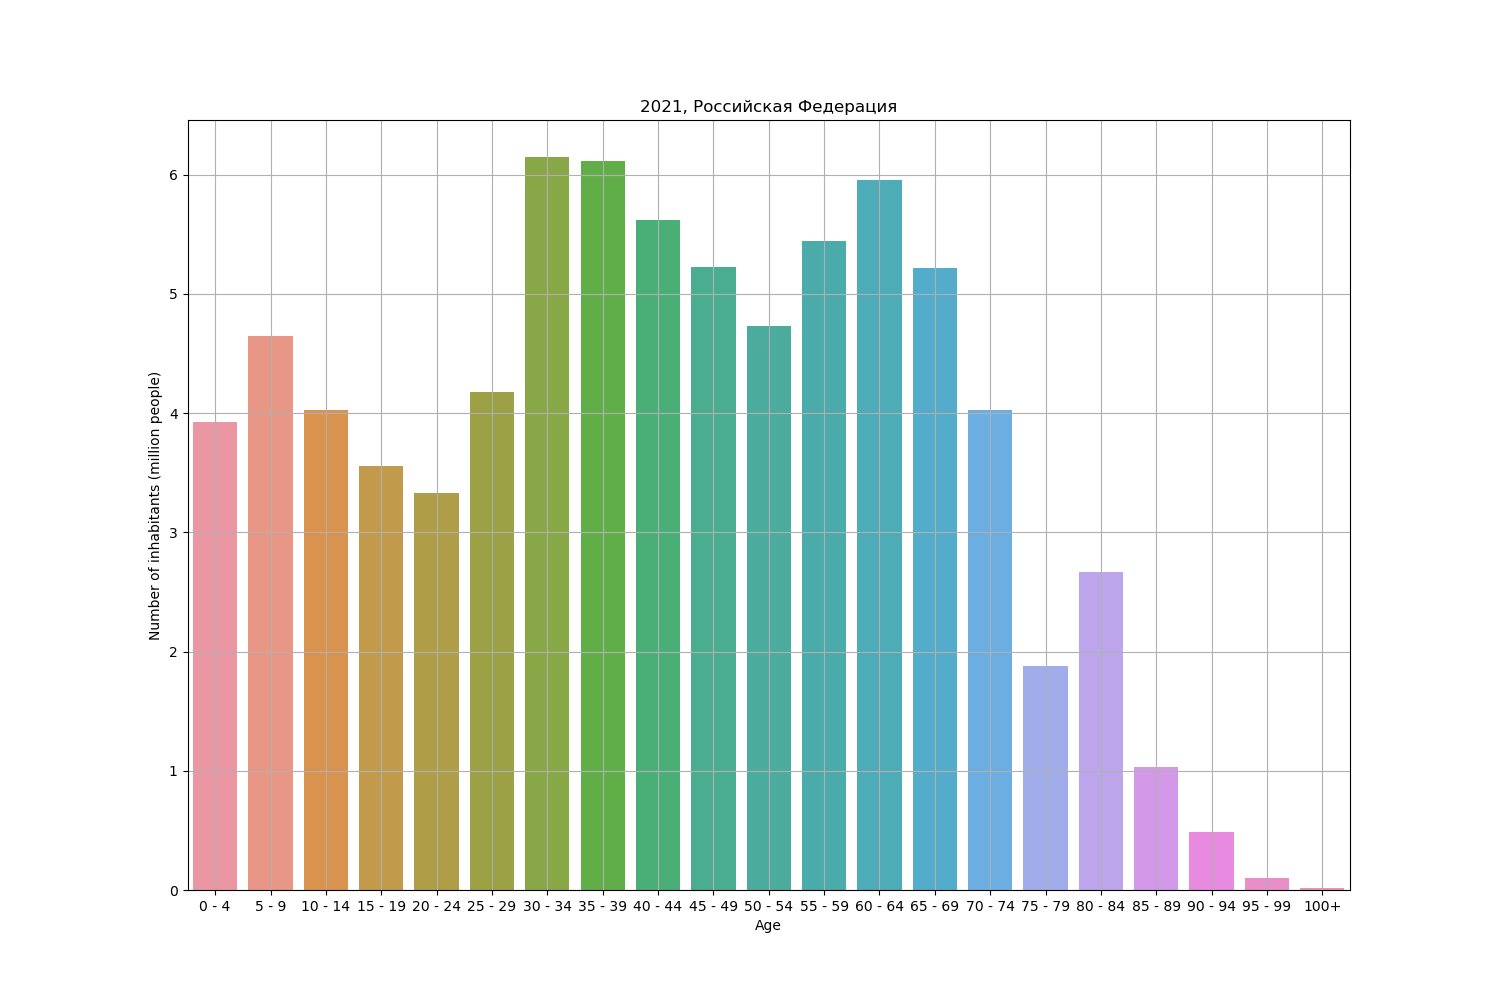 2021, Российская Федерация
Number of inhabitants (million people)
6
5
4
3
2
1
0
0 - 4 5 - 9 10 - 14 15 - 19 20 - 24 25 - 29 30 - 34 35 - 39 40 - 44 45 - 49 50 - 54 55 - 59 60 - 64 65 - 69 70 - 74 75 - 79 80 - 84 85 - 89 90 - 94 95 - 99 100+
Age